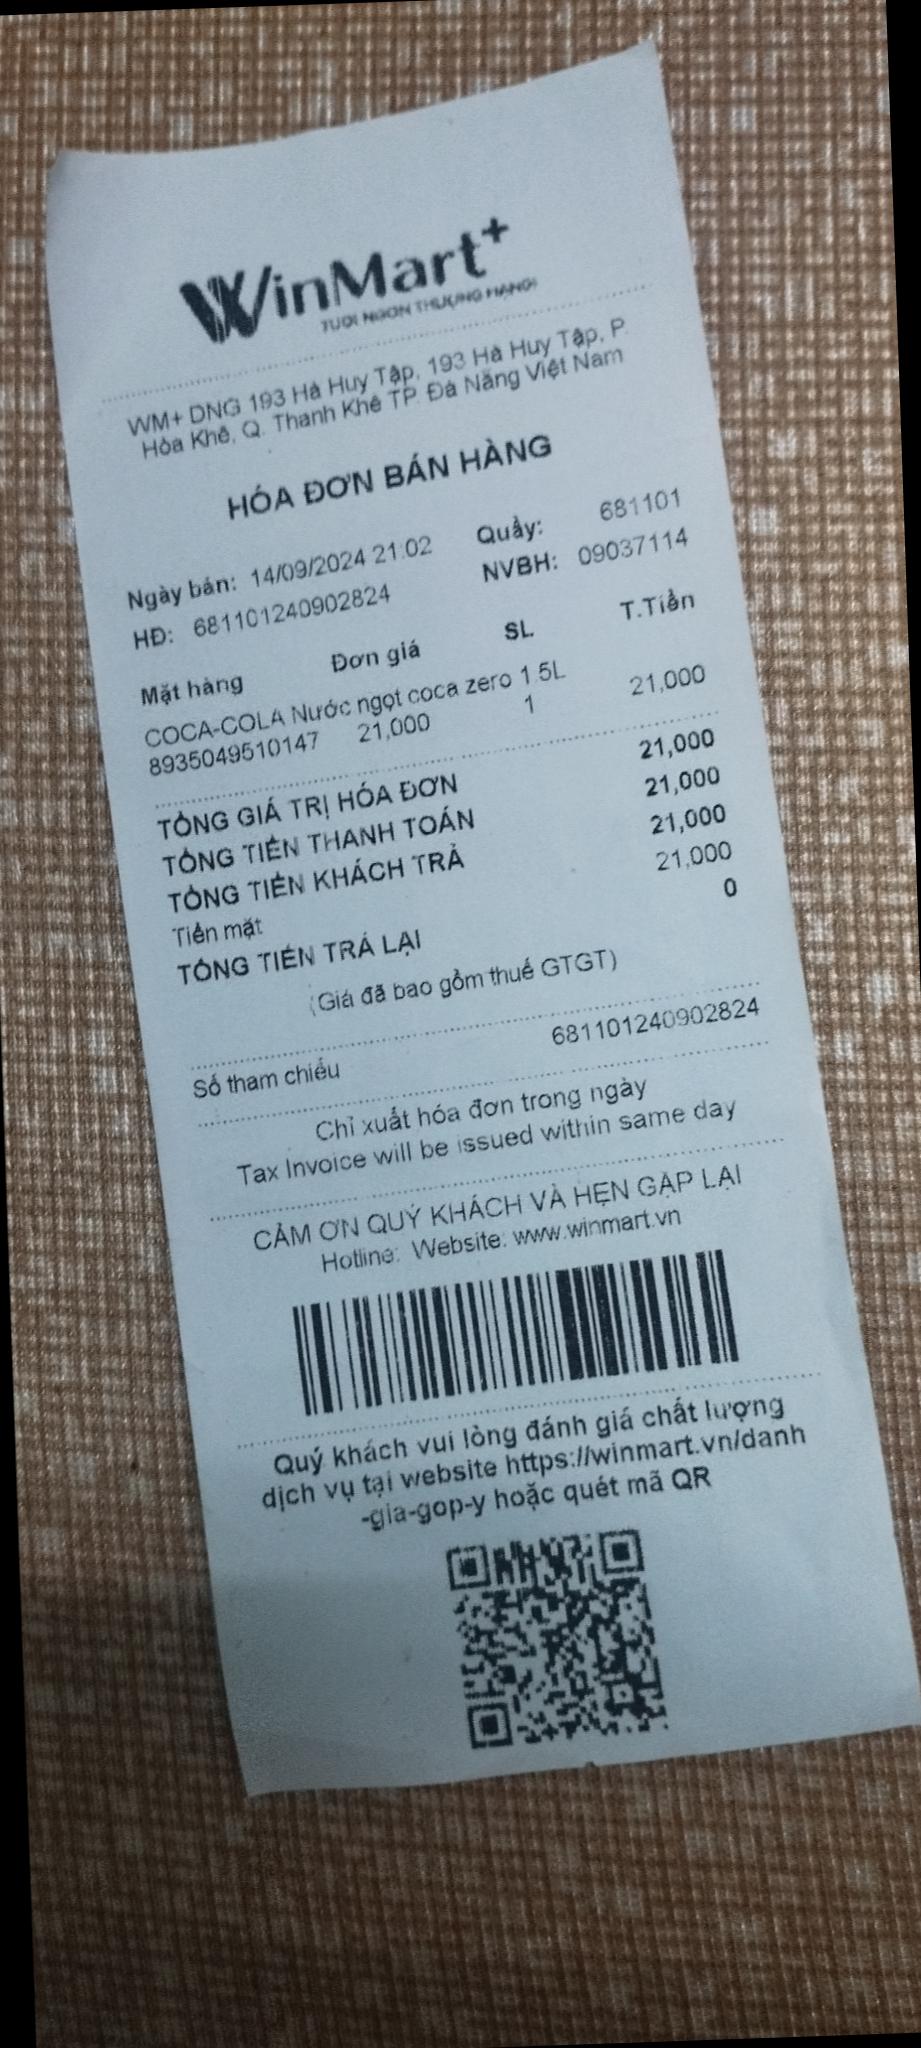 WinMart+
TƯƠI NGON THƯỢNG HẠNG!
WM+ DNG 193 Hà Huy Tập, 193 Hà Huy Tập, P.
Hòa Khê, Q. Thanh Khê TP. Đà Nẵng Việt Nam
HÓA ĐƠN BÁN HÀNG
Ngày bán: 14/09/2024 21:02 Quầy: 681101
HĐ: 681101240902824 NVBH: 09037114
Mặt hàng Đơn giá SL T.Tiền
COCA-COLA Nước ngọt coca zero 1.5L
8935049510147 21,000 1 21,000
TỔNG GIÁ TRỊ HÓA ĐƠN 21,000
TỔNG TIỀN THANH TOÁN 21,000
TỔNG TIỀN KHÁCH TRẢ 21,000
Tiền mặt 21,000
TỔNG TIỀN TRẢ LẠI 0
(Giá đã bao gồm thuế GTGT)
Số tham chiếu 681101240902824
Chỉ xuất hóa đơn trong ngày
Tax Invoice will be issued within same day
CẢM ƠN QUÝ KHÁCH VÀ HẸN GẶP LẠI
Hotline: Website: www.winmart.vn
Quý khách vui lòng đánh giá chất lượng
dịch vụ tại website https://winmart.vn/danh
-gia-gop-y hoặc quét mã QR